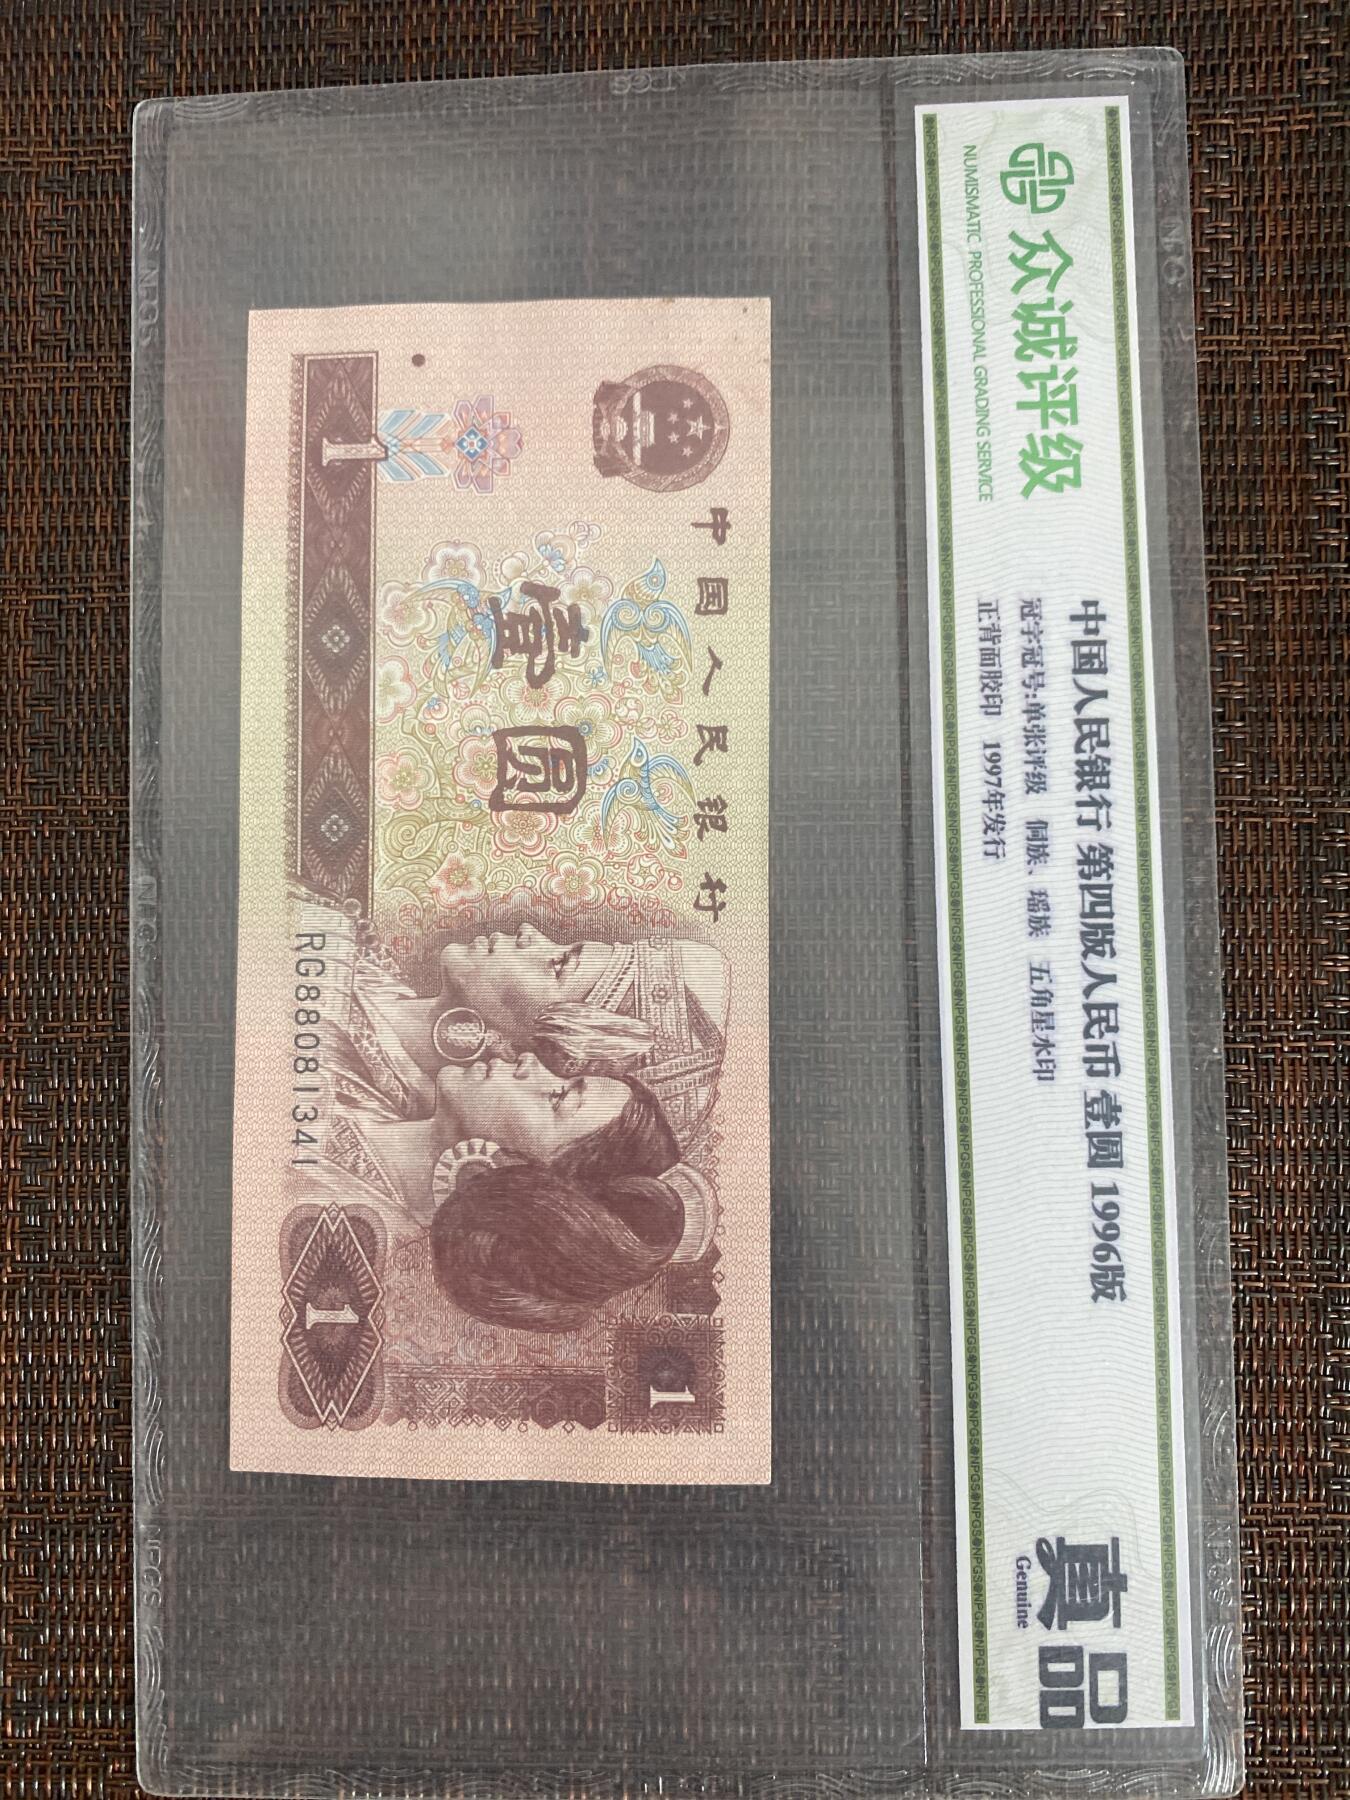 众诚评级
NUMISMATIC PROFESSIONAL GRADING SERVICE
中国人民银行 第四版人民币 壹圆 1996版
冠字冠号:单张评级 侗族、瑶族 五角星水印
正背面胶印 1997年发行
真品
Genuine
中国人民银行
壹圆
1
RG88081341
1
1